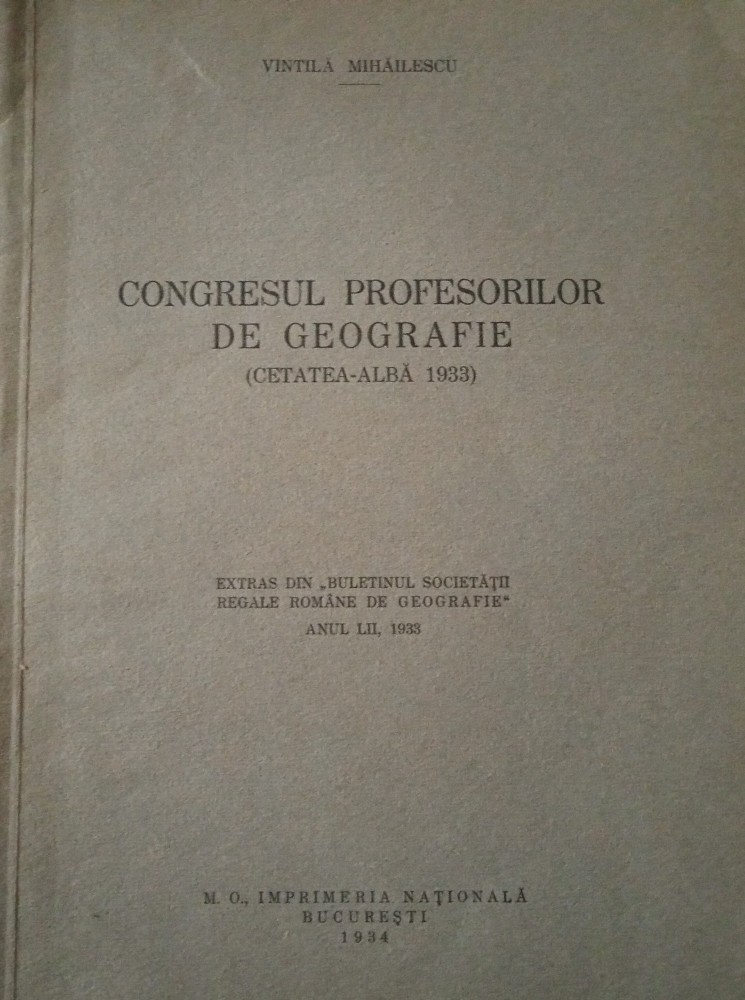 VINTILĂ MIHĂILESCU
CONGRESUL PROFESORILOR
DE GEOGRAFIE
(CETATEA-ALBĂ 1933)
EXTRAS DIN „BULETINUL SOCIETĂŢII
REGALE ROMÂNE DE GEOGRAFIE“
ANUL LII, 1933
M. O., IMPRIMERIA NAŢIONALĂ
BUCUREŞTI
1934